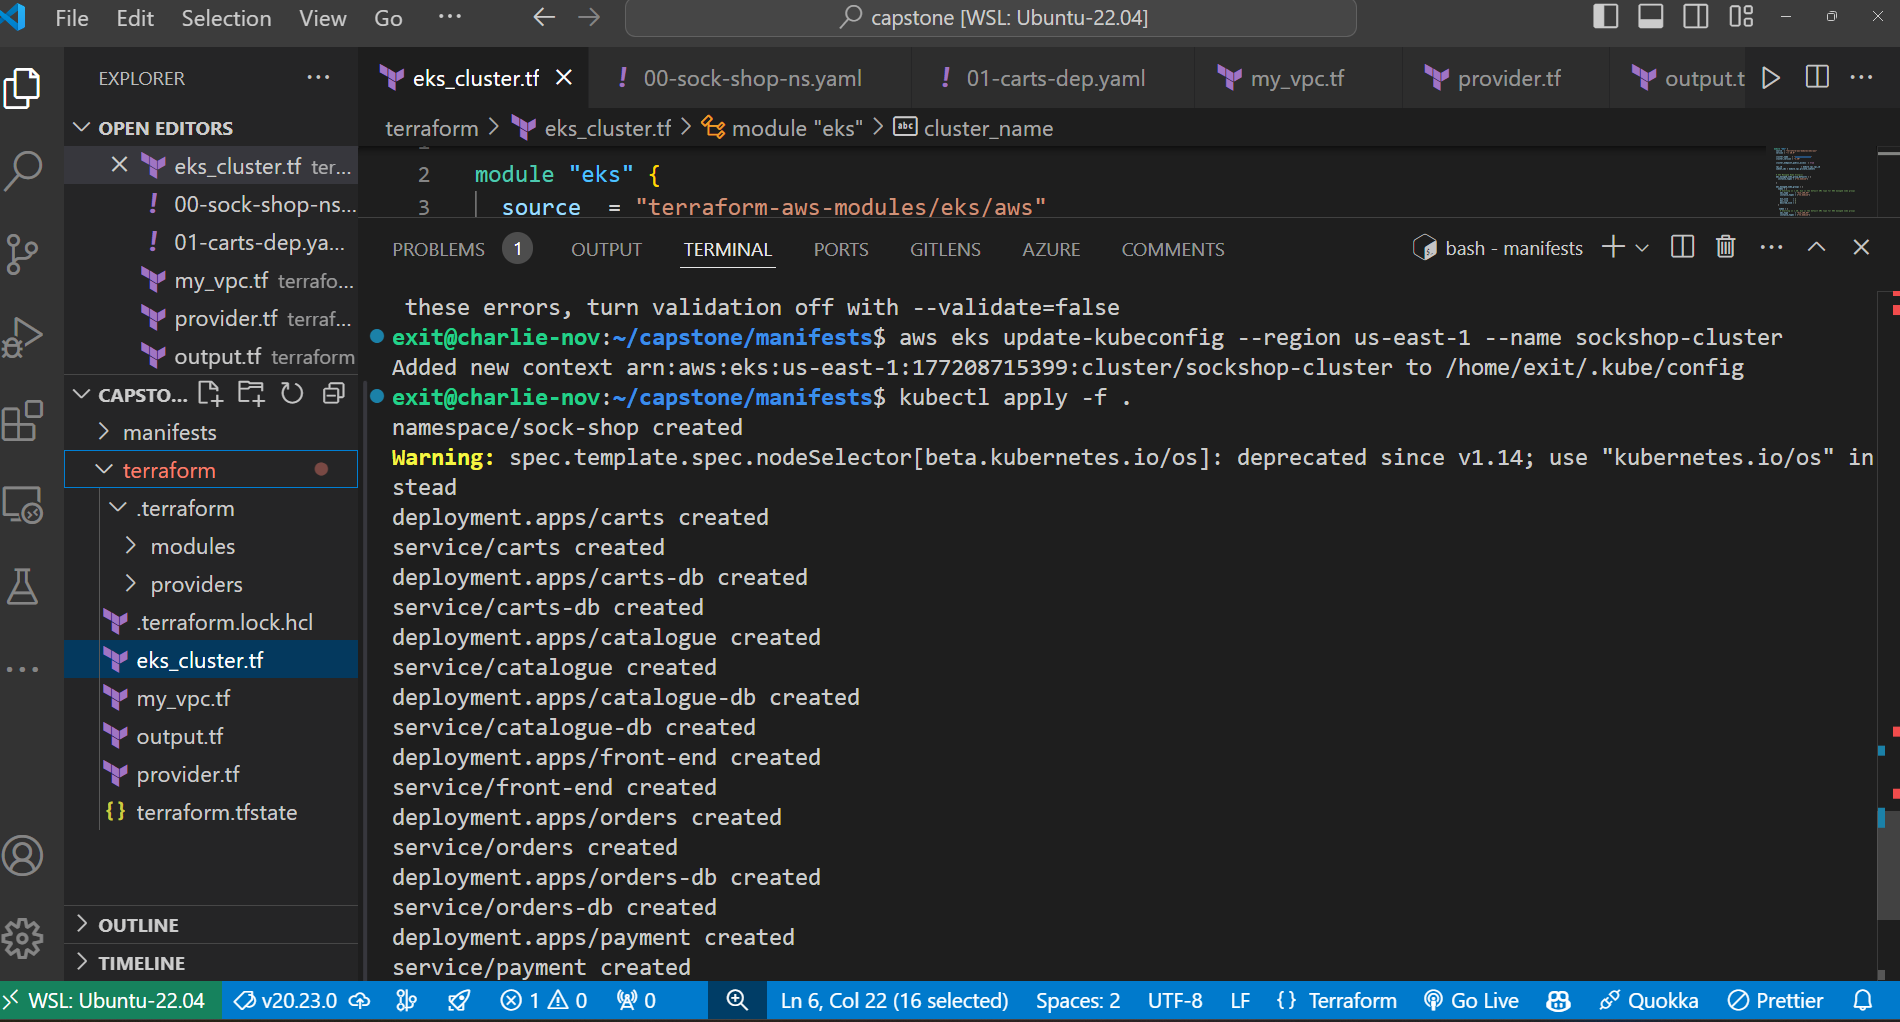 File Edit Selection View Go ··· capstone [WSL: Ubuntu-22.04]
EXPLORER ···
eks_cluster.tf 00-sock-shop-ns.yaml 01-carts-dep.yaml my_vpc.tf provider.tf output.t ···
OPEN EDITORS
eks_cluster.tf ter...
00-sock-shop-ns...
01-carts-dep.ya...
my_vpc.tf terrafo...
provider.tf terraf...
output.tf terraform
CAPSTO...
manifests
terraform
.terraform
modules
providers
.terraform.lock.hcl
eks_cluster.tf
my_vpc.tf
output.tf
provider.tf
{} terraform.tfstate
OUTLINE
TIMELINE
terraform > eks_cluster.tf > module "eks" > abc cluster_name
2 module "eks" {
3 source = "terraform-aws-modules/eks/aws"
PROBLEMS 1 OUTPUT TERMINAL PORTS GITLENS AZURE COMMENTS bash - manifests ···
these errors, turn validation off with --validate=false
exit@charlie-nov:~/capstone/manifests$ aws eks update-kubeconfig --region us-east-1 --name sockshop-cluster
Added new context arn:aws:eks:us-east-1:177208715399:cluster/sockshop-cluster to /home/exit/.kube/config
exit@charlie-nov:~/capstone/manifests$ kubectl apply -f .
namespace/sock-shop created
Warning: spec.template.spec.nodeSelector[beta.kubernetes.io/os]: deprecated since v1.14; use "kubernetes.io/os" in
stead
deployment.apps/carts created
service/carts created
deployment.apps/carts-db created
service/carts-db created
deployment.apps/catalogue created
service/catalogue created
deployment.apps/catalogue-db created
service/catalogue-db created
deployment.apps/front-end created
service/front-end created
deployment.apps/orders created
service/orders created
deployment.apps/orders-db created
service/orders-db created
deployment.apps/payment created
service/payment created
WSL: Ubuntu-22.04 v20.23.0 1 0 0 Ln 6, Col 22 (16 selected) Spaces: 2 UTF-8 LF {} Terraform Go Live Quokka Prettier